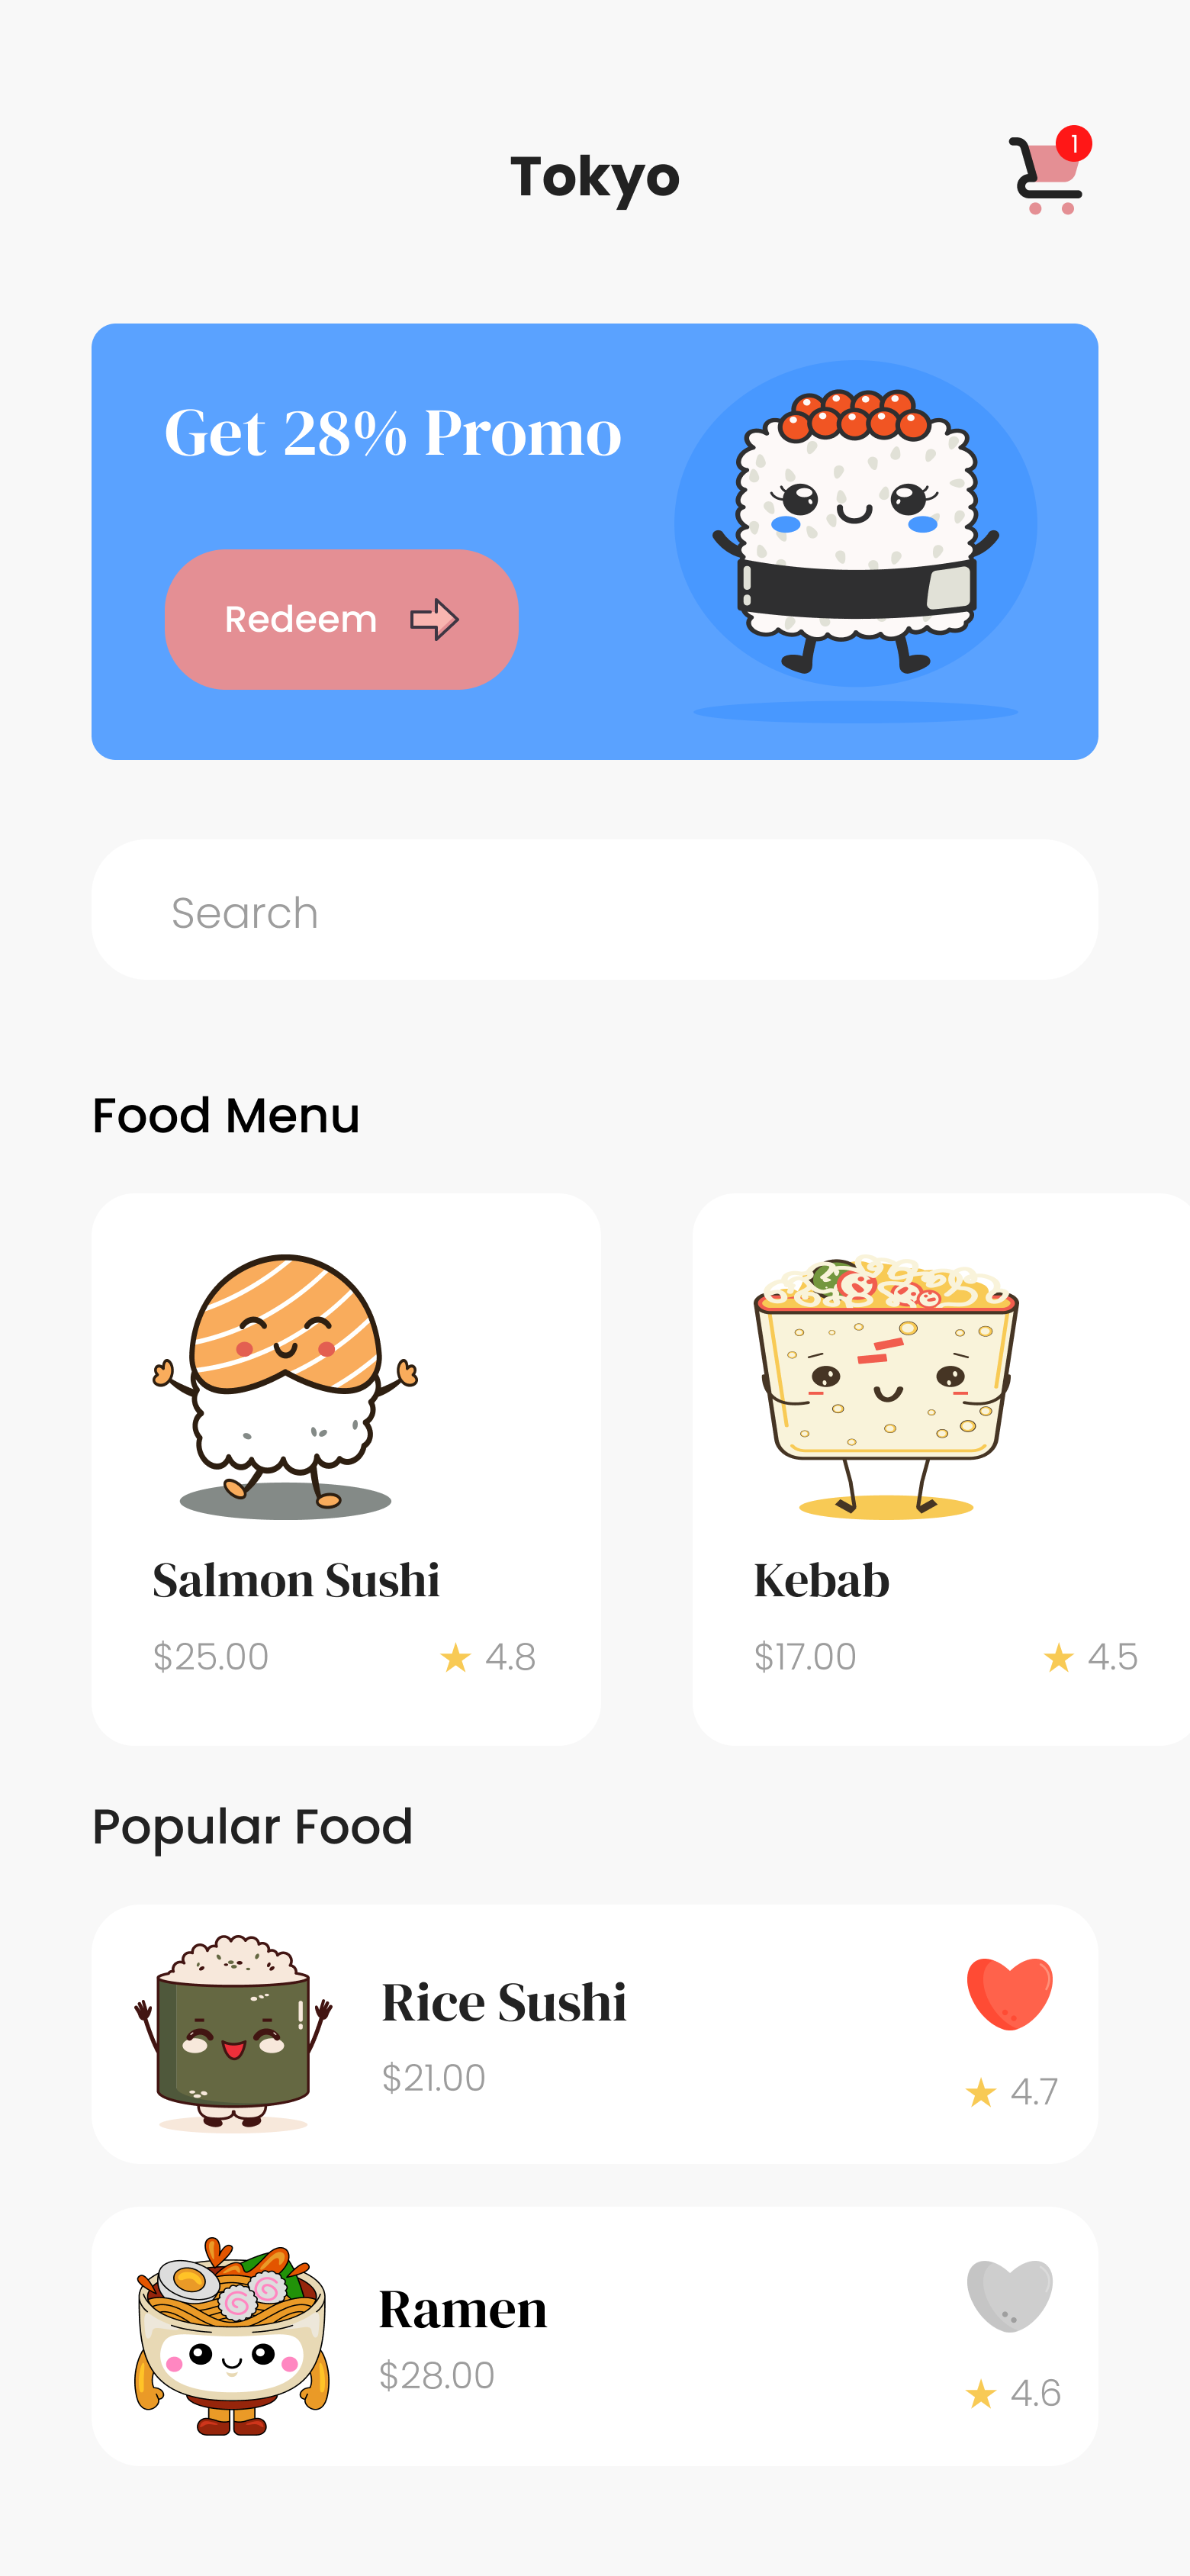 Tokyo
1
Get 28% Promo
Redeem
Search
Food Menu
Salmon Sushi
$25.00
4.8
Kebab
$17.00
4.5
Popular Food
Rice Sushi
$21.00
4.7
Ramen
$28.00
4.6